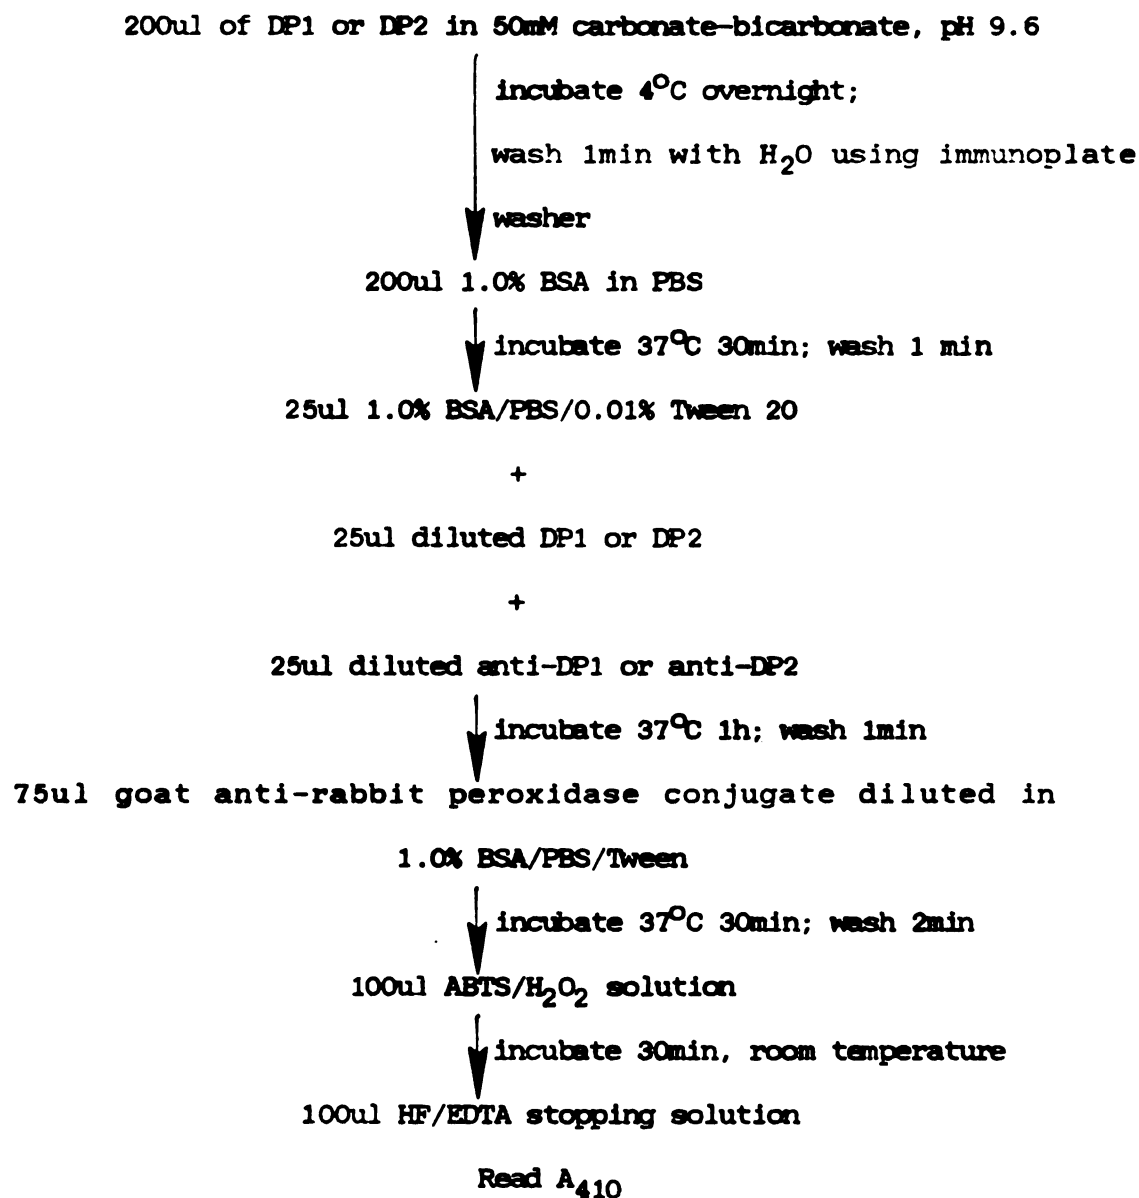 200ul of DP1 or DP2 in 50mM carbonate-bicarbonate, pH 9.6
incubate 4°C overnight;
wash 1min with H₂O using immunoplate
washer
200ul 1.0% BSA in PBS
incubate 37°C 30min; wash 1 min
25ul 1.0% BSA/PBS/0.01% Tween 20
+
25ul diluted DP1 or DP2
+
25ul diluted anti-DP1 or anti-DP2
incubate 37°C 1h; wash 1min
75ul goat anti-rabbit peroxidase conjugate diluted in
1.0% BSA/PBS/Tween
incubate 37°C 30min; wash 2min
100ul ABTS/H₂O₂ solution
incubate 30min, room temperature
100ul HF/EDTA stopping solution
Read A₄₁₀